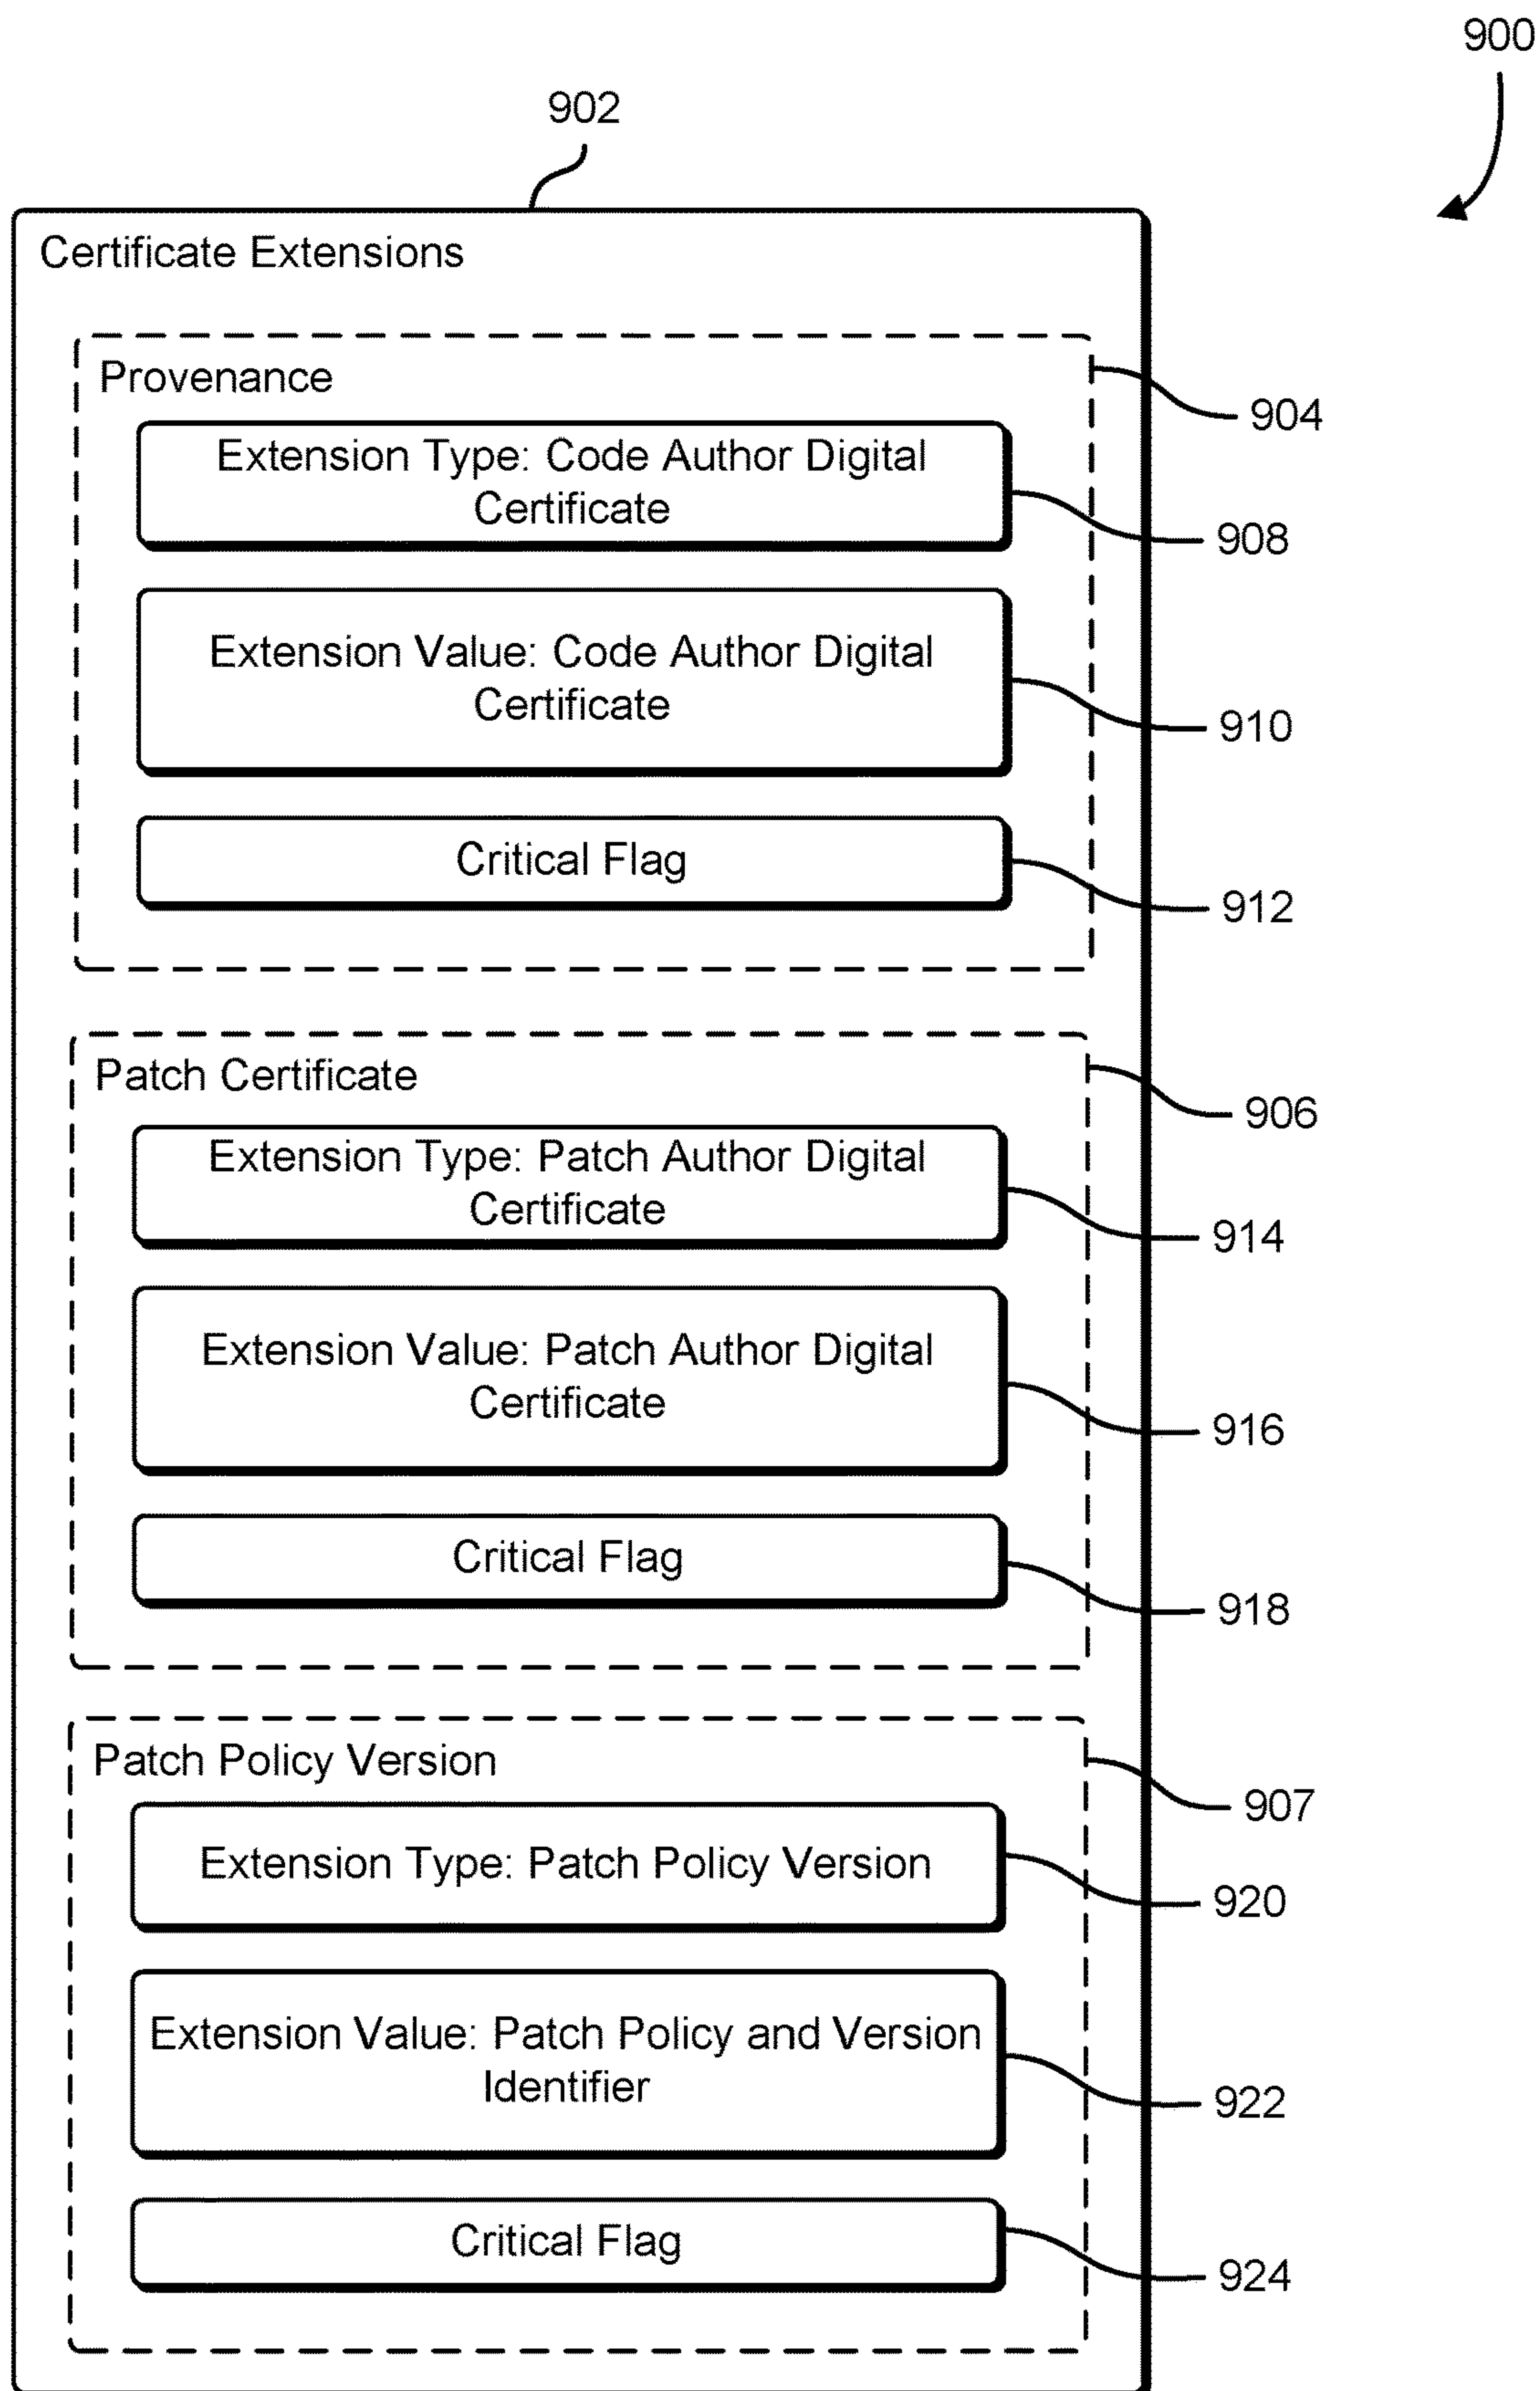 900
902
Certificate Extensions
Provenance
904
Extension Type: Code Author Digital
Certificate
908
Extension Value: Code Author Digital
Certificate
910
Critical Flag
912
Patch Certificate
906
Extension Type: Patch Author Digital
Certificate
914
Extension Value: Patch Author Digital
Certificate
916
Critical Flag
918
Patch Policy Version
907
Extension Type: Patch Policy Version
920
Extension Value: Patch Policy and Version
Identifier
922
Critical Flag
924